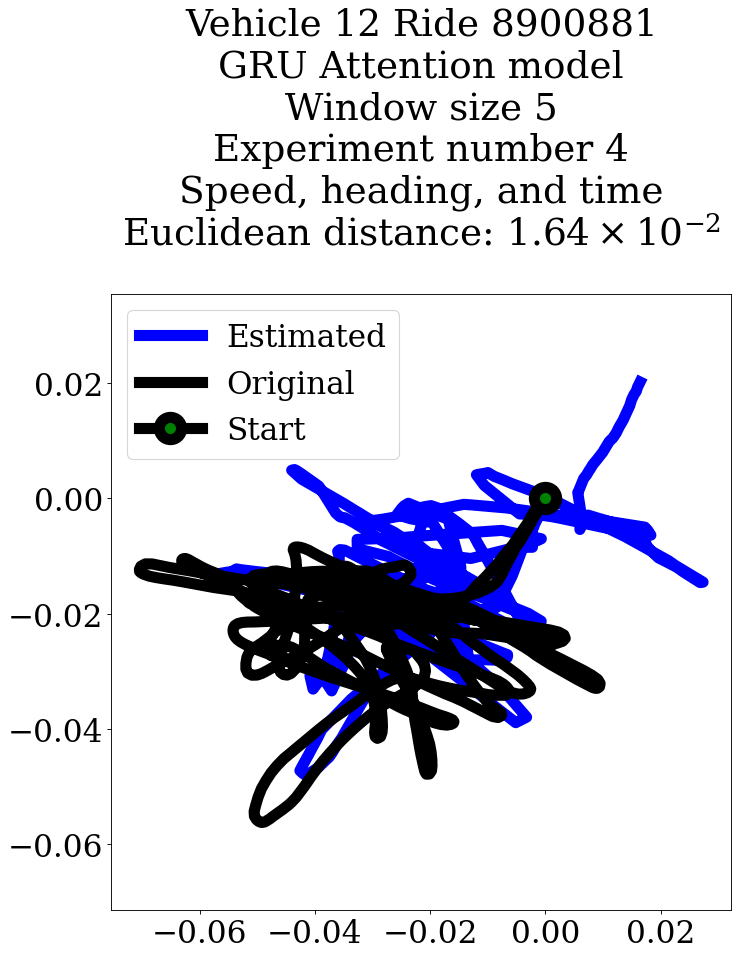 Vehicle 12 Ride 8900881
GRU Attention model
Window size 5
Experiment number 4
Speed, heading, and time
Euclidean distance: 1.64 × 10⁻²
Estimated
Original
Start
0.02
0.00
−0.02
−0.04
−0.06
−0.06 −0.04 −0.02 0.00 0.02